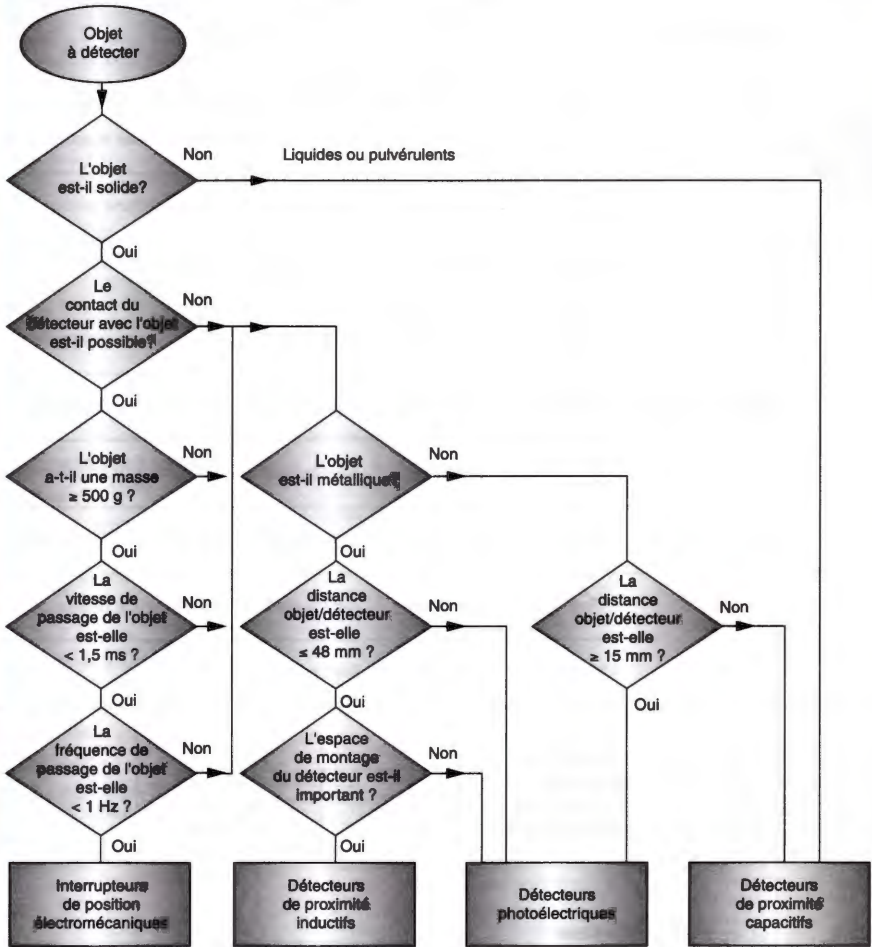 Objet
à détecter
L'objet
est-il solide?
Non
Liquides ou pulvérulents
Oui
Le
contact du
détecteur avec l'objet
est-il possible?
Non
Oui
L'objet
a-t-il une masse
≥ 500 g ?
Non
L'objet
est-il métallique
Non
Oui
Oui
La
vitesse de
passage de l'objet
est-elle
< 1,5 ms ?
Non
La
distance
objet/détecteur
est-elle
≤ 48 mm ?
Non
La
distance
objet/détecteur
est-elle
≥ 15 mm ?
Non
Oui
Oui
Oui
La
fréquence de
passage de l'objet
est-elle
< 1 Hz ?
Non
L'espace
de montage
du détecteur est-il
important ?
Non
Oui
Oui
Interrupteurs
de position
électromécaniques
Détecteurs
de proximité
inductifs
Détecteurs
photoélectriques
Détecteurs
de proximité
capacitifs